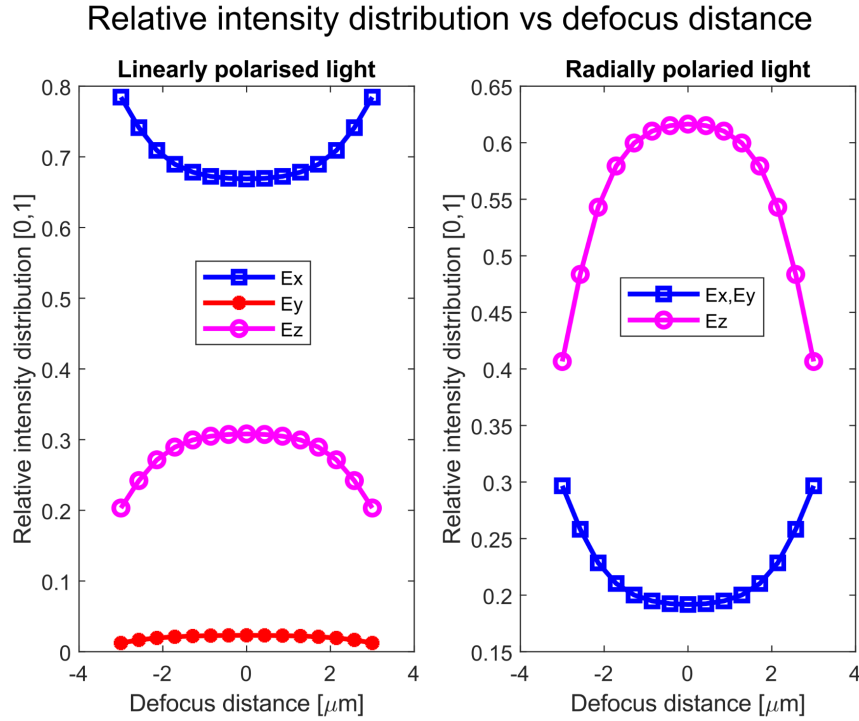 Relative intensity distribution vs defocus distance
Linearly polarised light
Relative intensity distribution [0,1]
0.8
0.7
0.6
0.5
0.4
0.3
0.2
0.1
0
Ex
Ey
Ez
-4
-2
0
2
4
Defocus distance [μm]
Radially polaried light
Relative intensity distribution [0,1]
0.65
0.6
0.55
0.5
0.45
0.4
0.35
0.3
0.25
0.2
0.15
Ex,Ey
Ez
-4
-2
0
2
4
Defocus distance [μm]